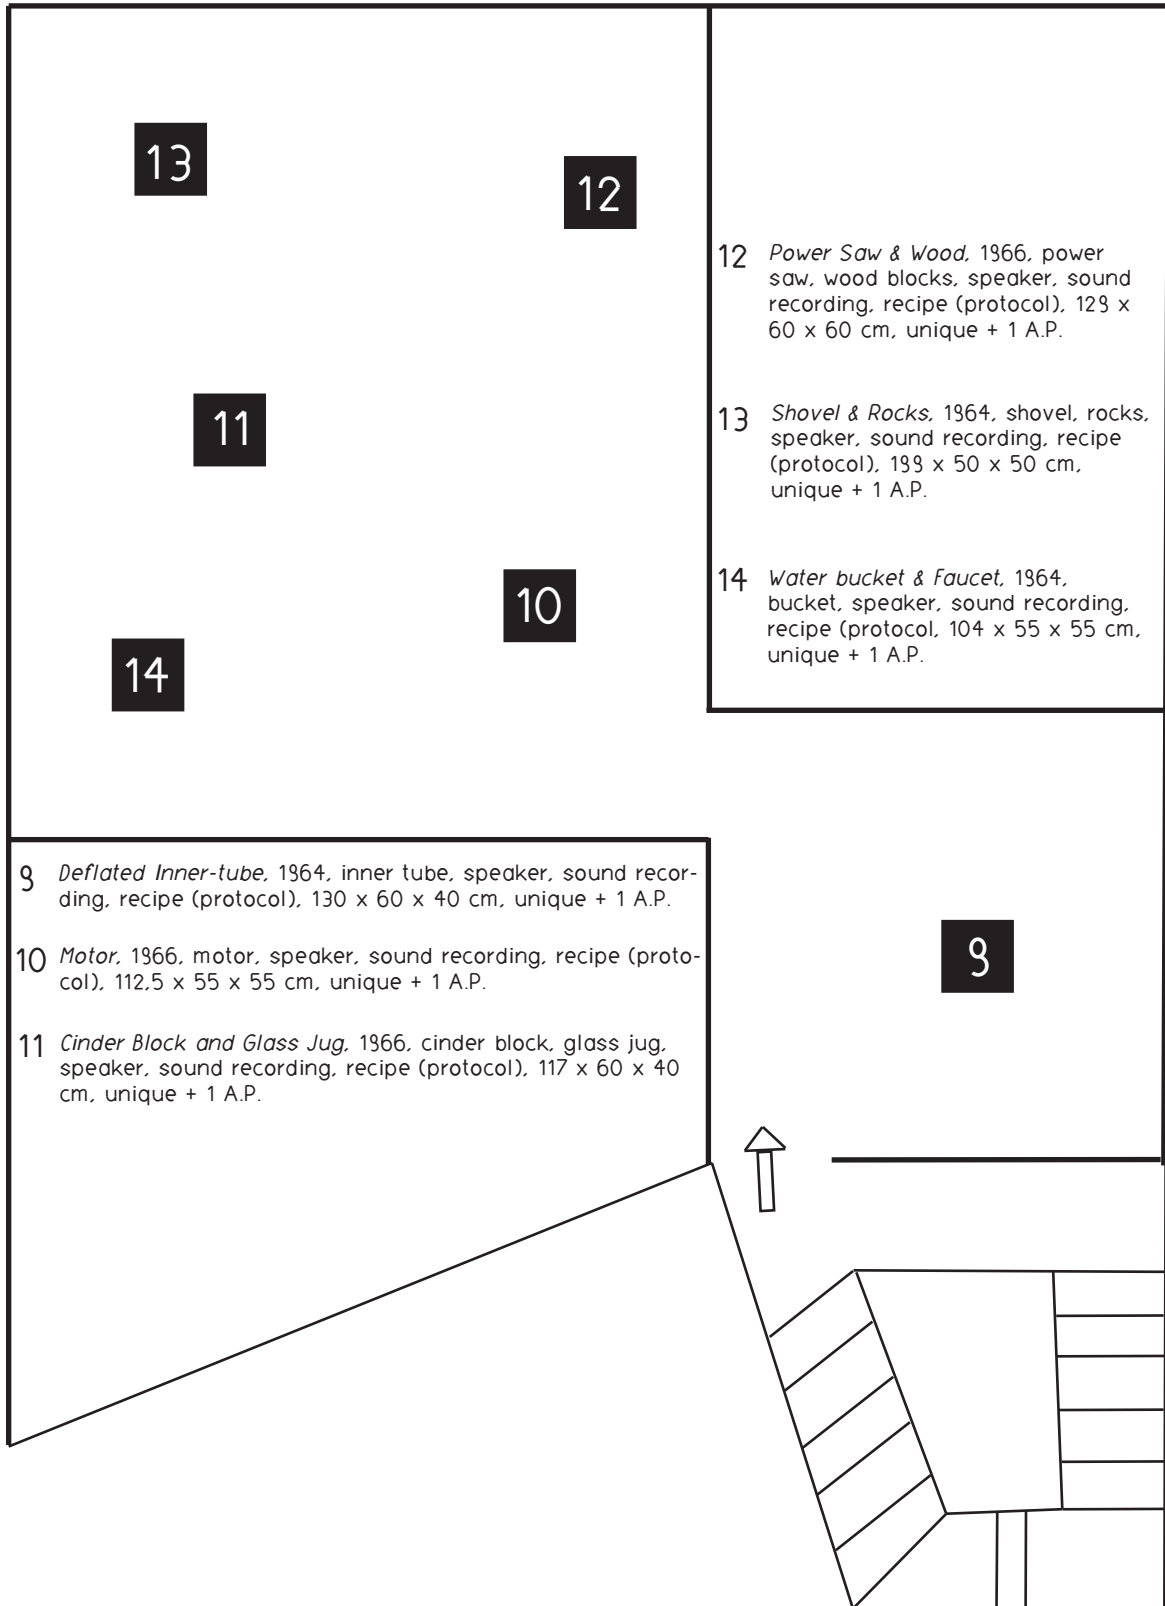 13
12
11
10
14
12 Power Saw & Wood, 1966, power
saw, wood blocks, speaker, sound
recording, recipe (protocol), 129 x
60 x 60 cm, unique + 1 A.P.
13 Shovel & Rocks, 1964, shovel, rocks,
speaker, sound recording, recipe
(protocol), 199 x 50 x 50 cm,
unique + 1 A.P.
14 Water bucket & Faucet, 1964,
bucket, speaker, sound recording,
recipe (protocol, 104 x 55 x 55 cm,
unique + 1 A.P.
9 Deflated Inner-tube, 1964, inner tube, speaker, sound recor-
ding, recipe (protocol), 130 x 60 x 40 cm, unique + 1 A.P.
10 Motor, 1966, motor, speaker, sound recording, recipe (proto-
col), 112,5 x 55 x 55 cm, unique + 1 A.P.
11 Cinder Block and Glass Jug, 1966, cinder block, glass jug,
speaker, sound recording, recipe (protocol), 117 x 60 x 40
cm, unique + 1 A.P.
9